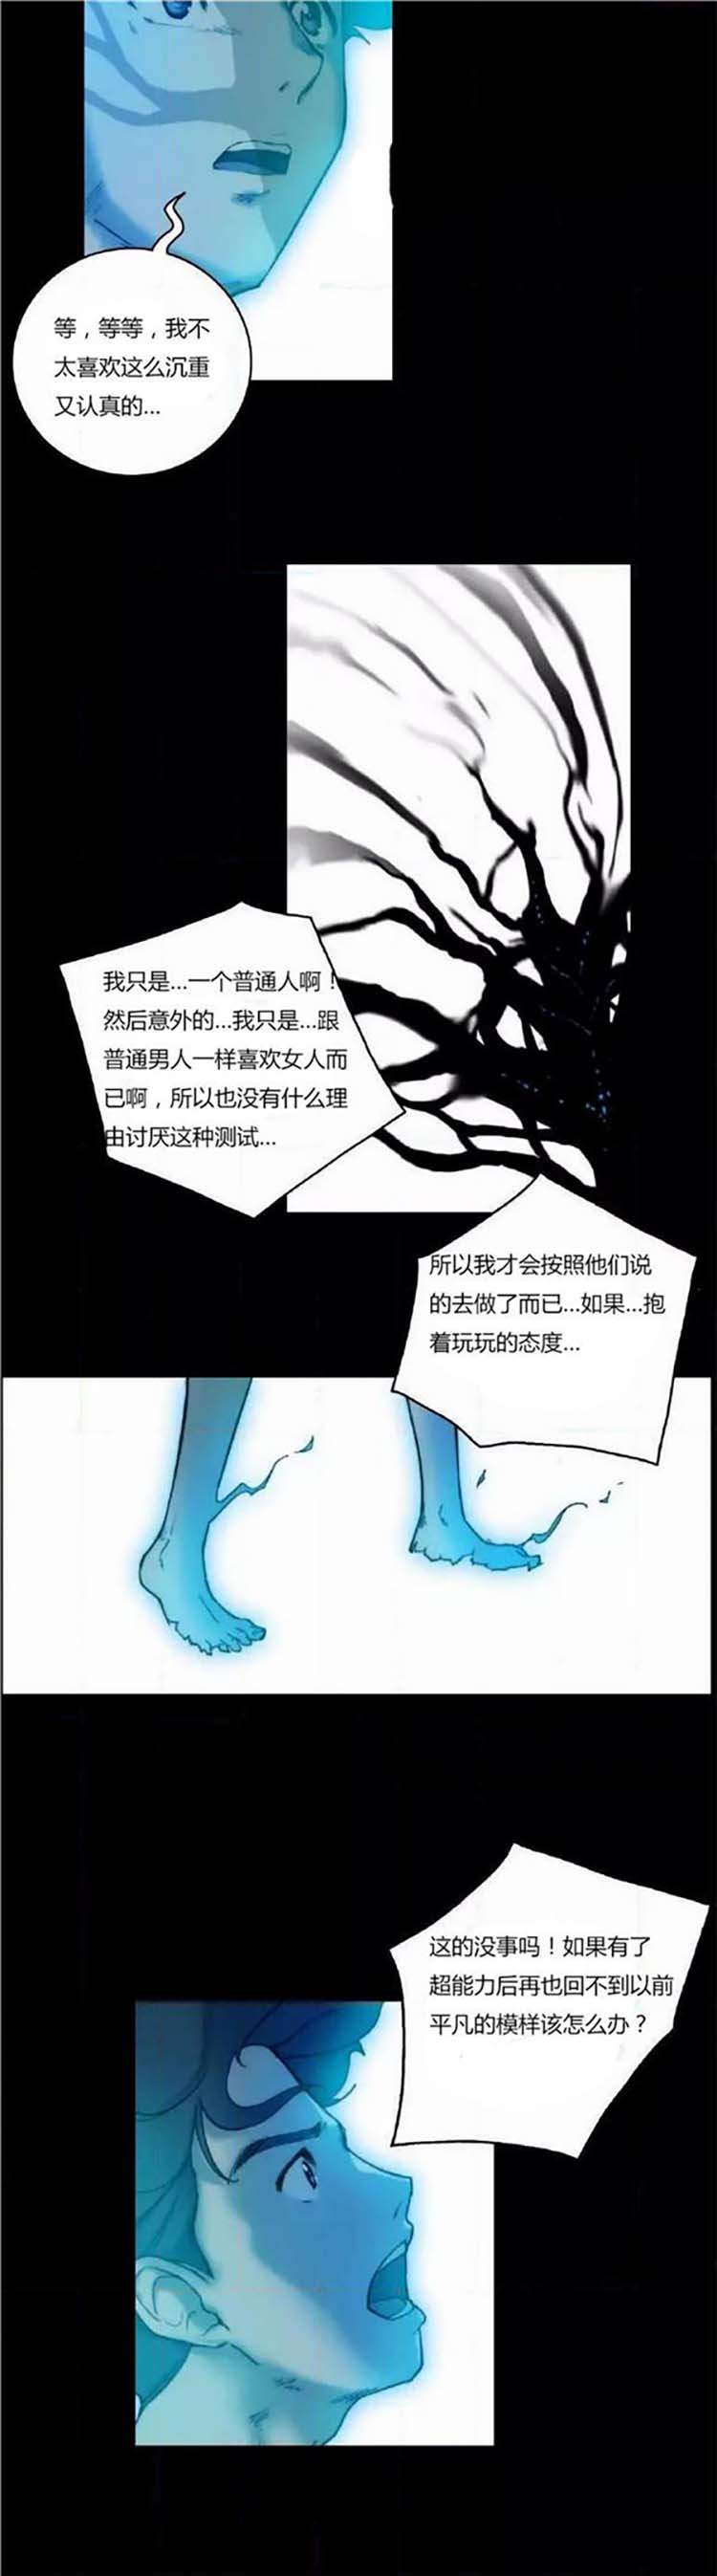 等，等等，我不
太喜欢这么沉重
又认真的...
我只是...一个普通人啊！
然后意外的...我只是...跟
普通男人一样喜欢女人而
已啊，所以也没有什么理
由讨厌这种测试...
所以我才会按照他们说
的去做了而已...如果...抱
着玩玩的态度...
这的没事吗！如果有了
超能力后再也回不到以前
平凡的模样该怎么办？